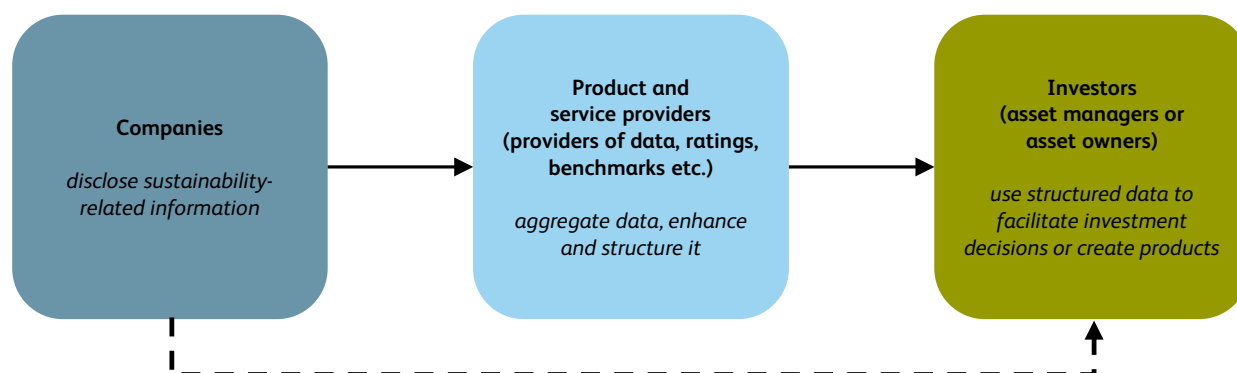 Companies
disclose sustainability-
related information
Product and
service providers
(providers of data, ratings,
benchmarks etc.)
aggregate data, enhance
and structure it
Investors
(asset managers or
asset owners)
use structured data to
facilitate investment
decisions or create products